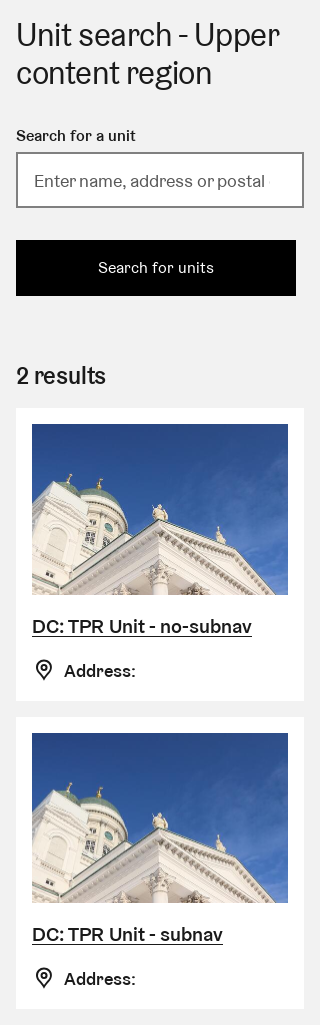 Unit search - Upper
content region
Search for a unit
Enter name, address or postal
Search for units
2 results
DC: TPR Unit - no-subnav
Address:
DC: TPR Unit - subnav
Address: